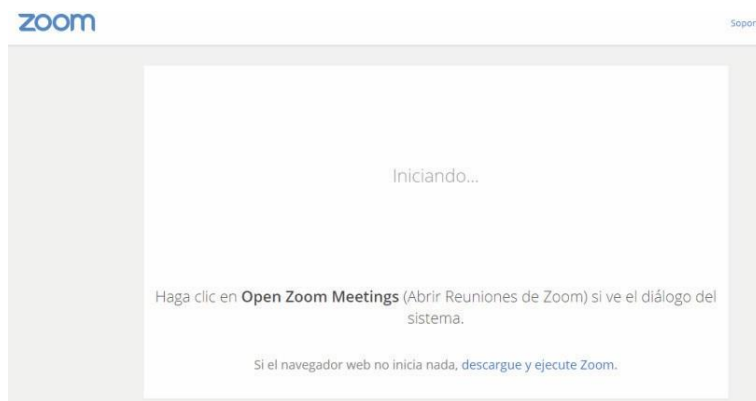 zoom
Sopor
Iniciando...
Haga clic en Open Zoom Meetings (Abrir Reuniones de Zoom) si ve el diálogo del
sistema.
Si el navegador web no inicia nada, descargue y ejecute Zoom.